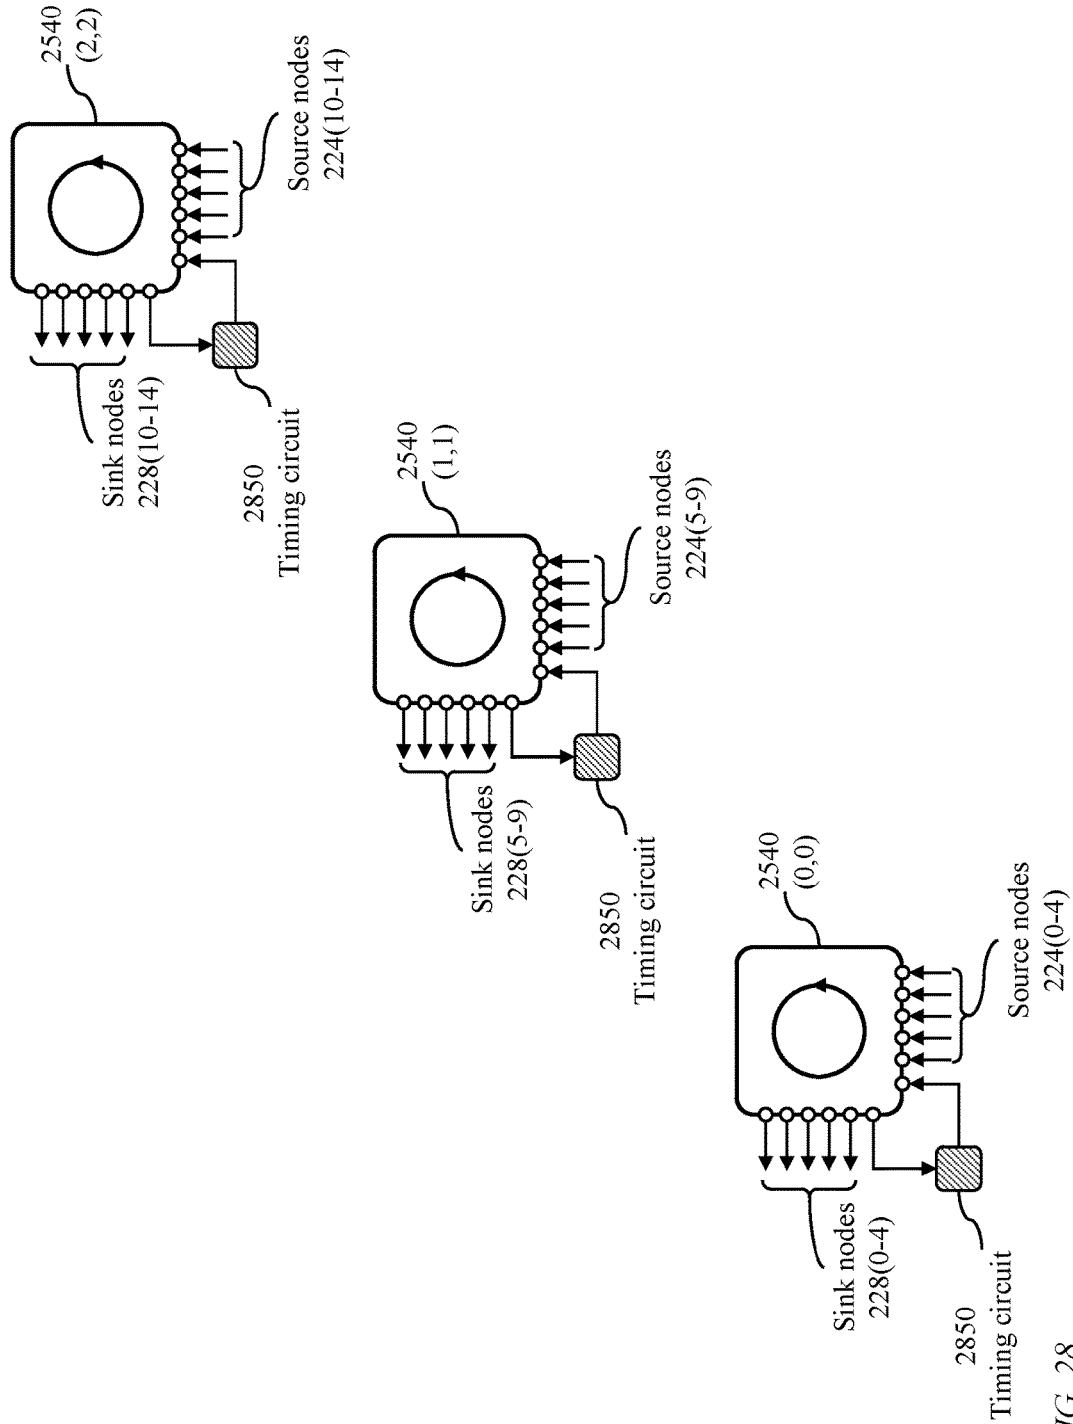 2540
(2,2)
Sink nodes
228(10-14)
2850
Timing circuit
Source nodes
224(10-14)
2540
(1,1)
Sink nodes
228(5-9)
2850
Timing circuit
Source nodes
224(5-9)
2540
(0,0)
Sink nodes
228(0-4)
2850
Timing circuit
Source nodes
224(0-4)
IG. 28